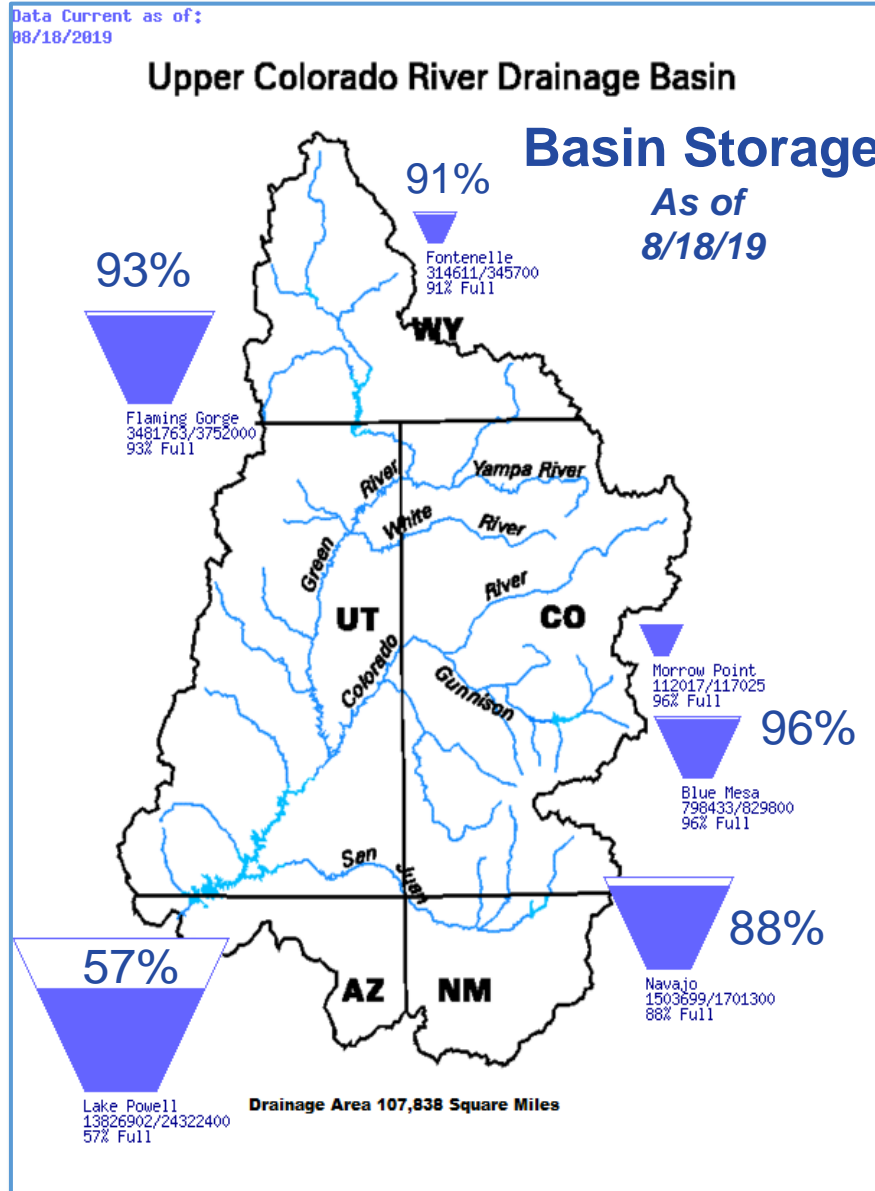 Data Current as of:
08/18/2019
Upper Colorado River Drainage Basin
Basin Storage
As of
8/18/19
91%
Fontenelle
314611/345700
91% Full
93%
Flaming Gorge
3481763/3752000
93% Full
WY
Yampa River
River
White
River
Green
River
UT
CO
Colorado
Gunnison
Morrow Point
112017/117025
96% Full
96%
Blue Mesa
798433/829800
96% Full
San
Juan
88%
Navajo
1503699/1701300
88% Full
57%
AZ
NM
Lake Powell
13826902/24322400
57% Full
Drainage Area 107,838 Square Miles